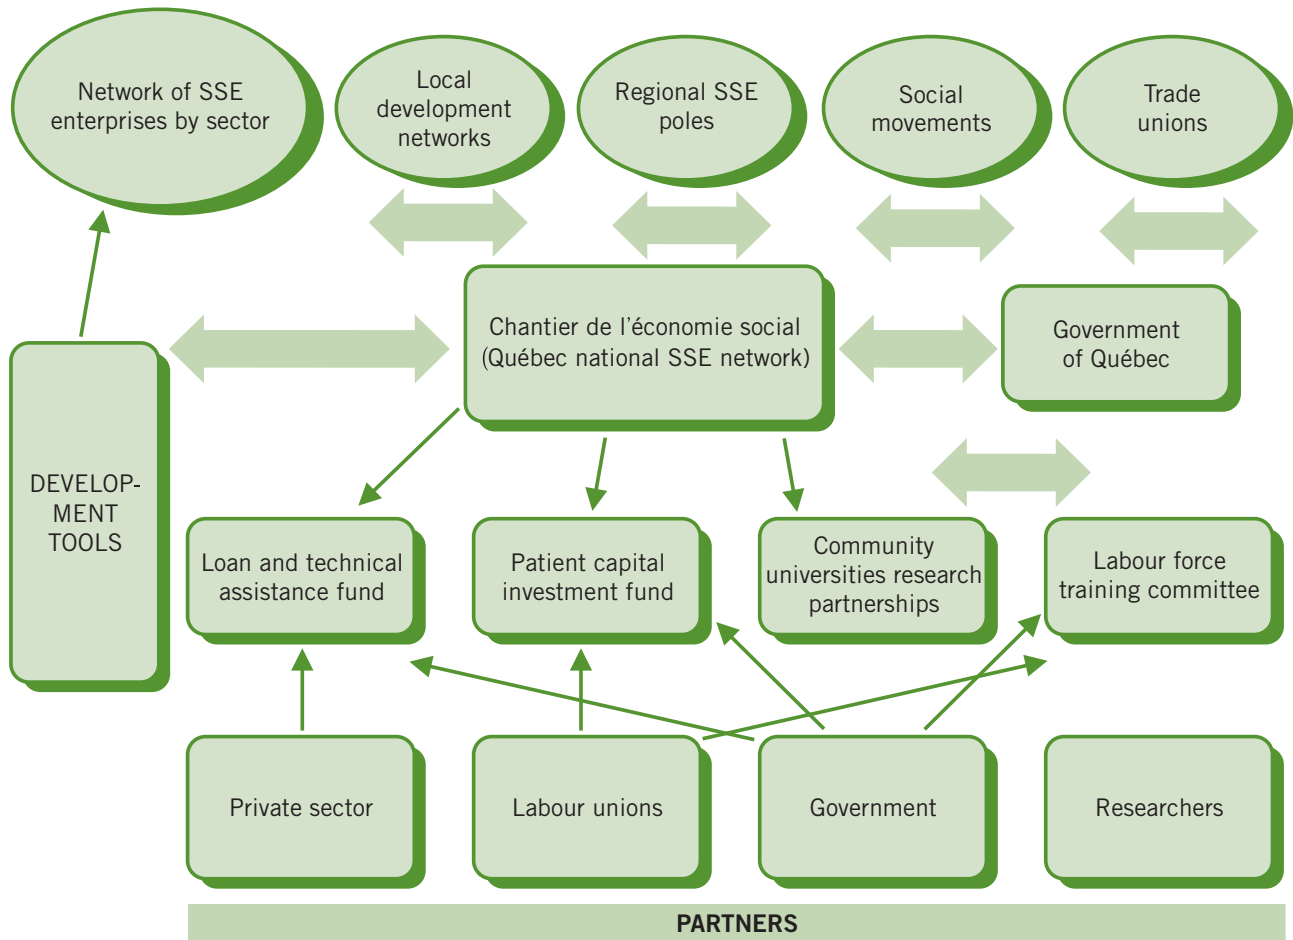 Network of SSE
enterprises by sector
Local
development
networks
Regional SSE
poles
Social
movements
Trade
unions
Chantier de l’économie social
(Québec national SSE network)
Government
of Québec
DEVELOP-
MENT
TOOLS
Loan and technical
assistance fund
Patient capital
investment fund
Community
universities research
partnerships
Labour force
training committee
Private sector
Labour unions
Government
Researchers
PARTNERS